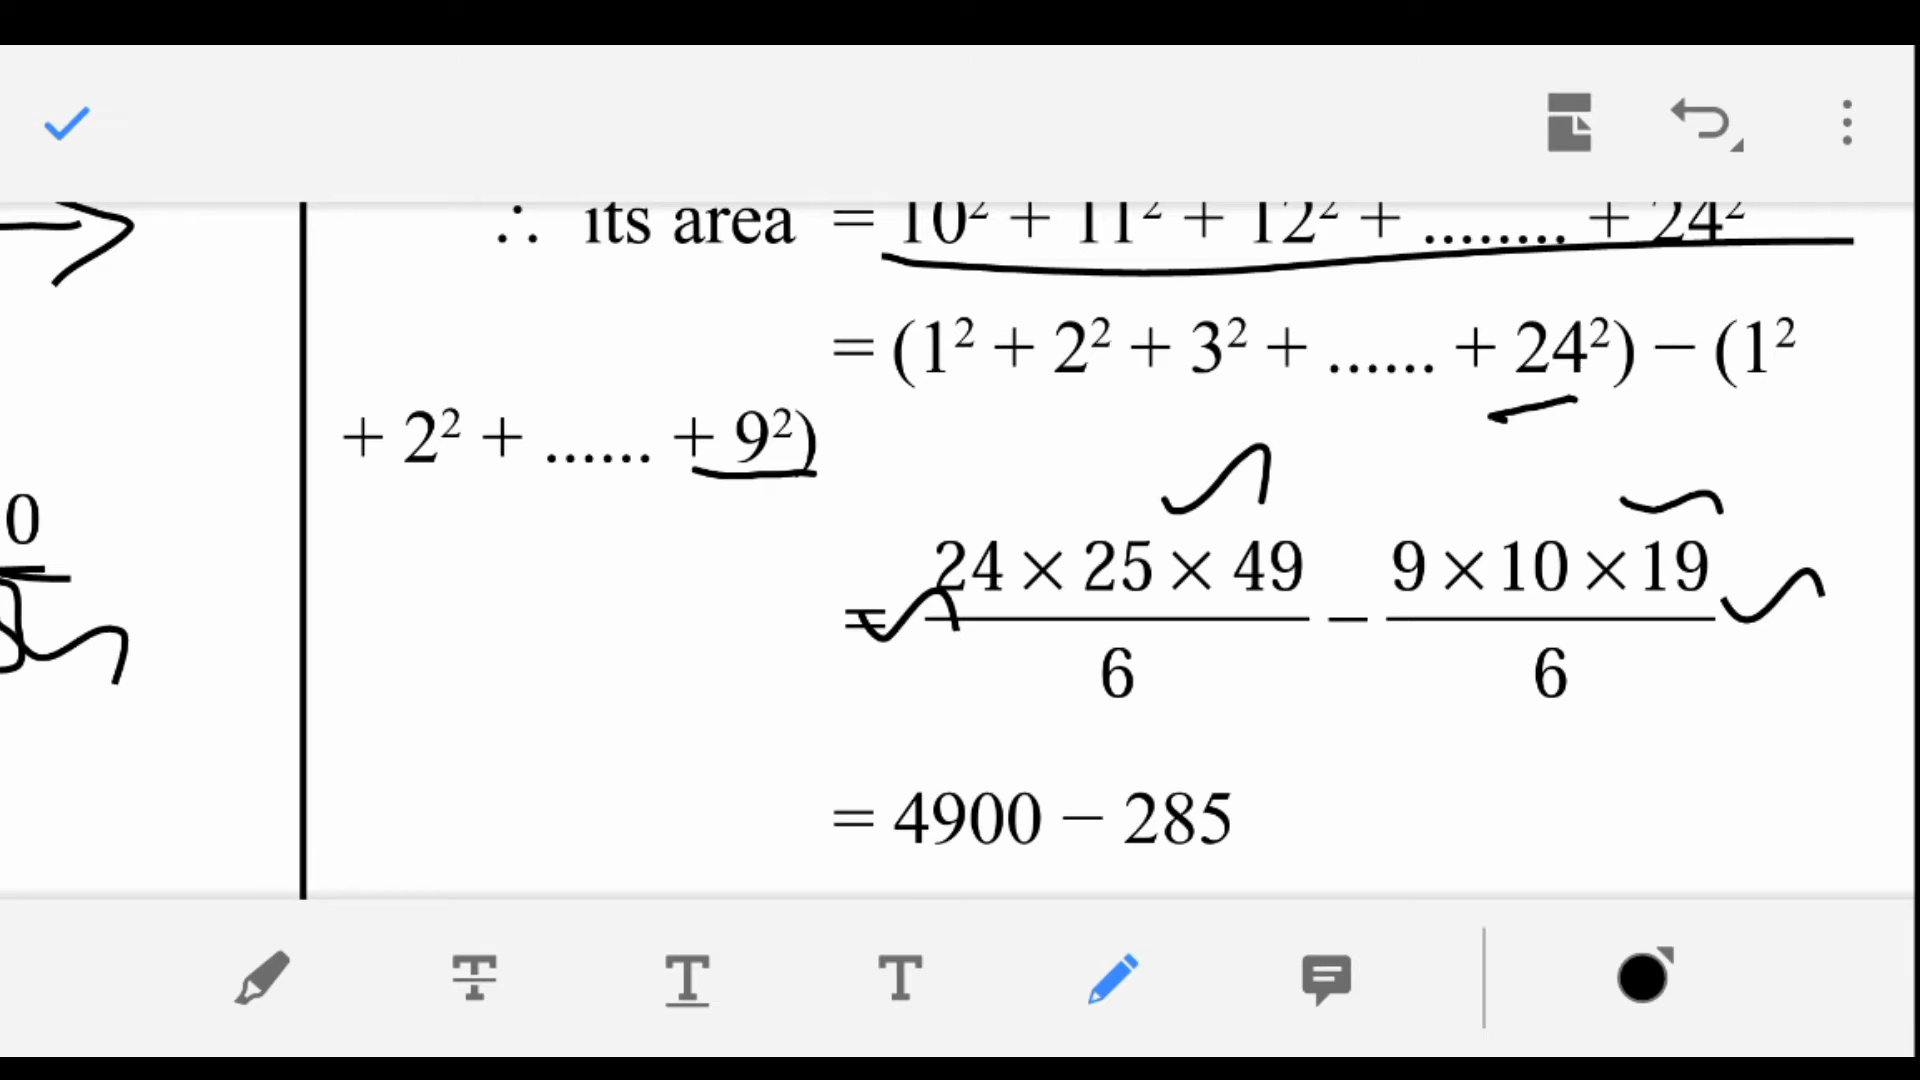 ∴ its area = 10² + 11² + 12² + ........ + 24²
= (1² + 2² + 3² + ...... + 24²) − (1²
+ 2² + ...... + 9²)
0
= 24 × 25 × 49 / 6 − 9 × 10 × 19 / 6
= 4900 − 285